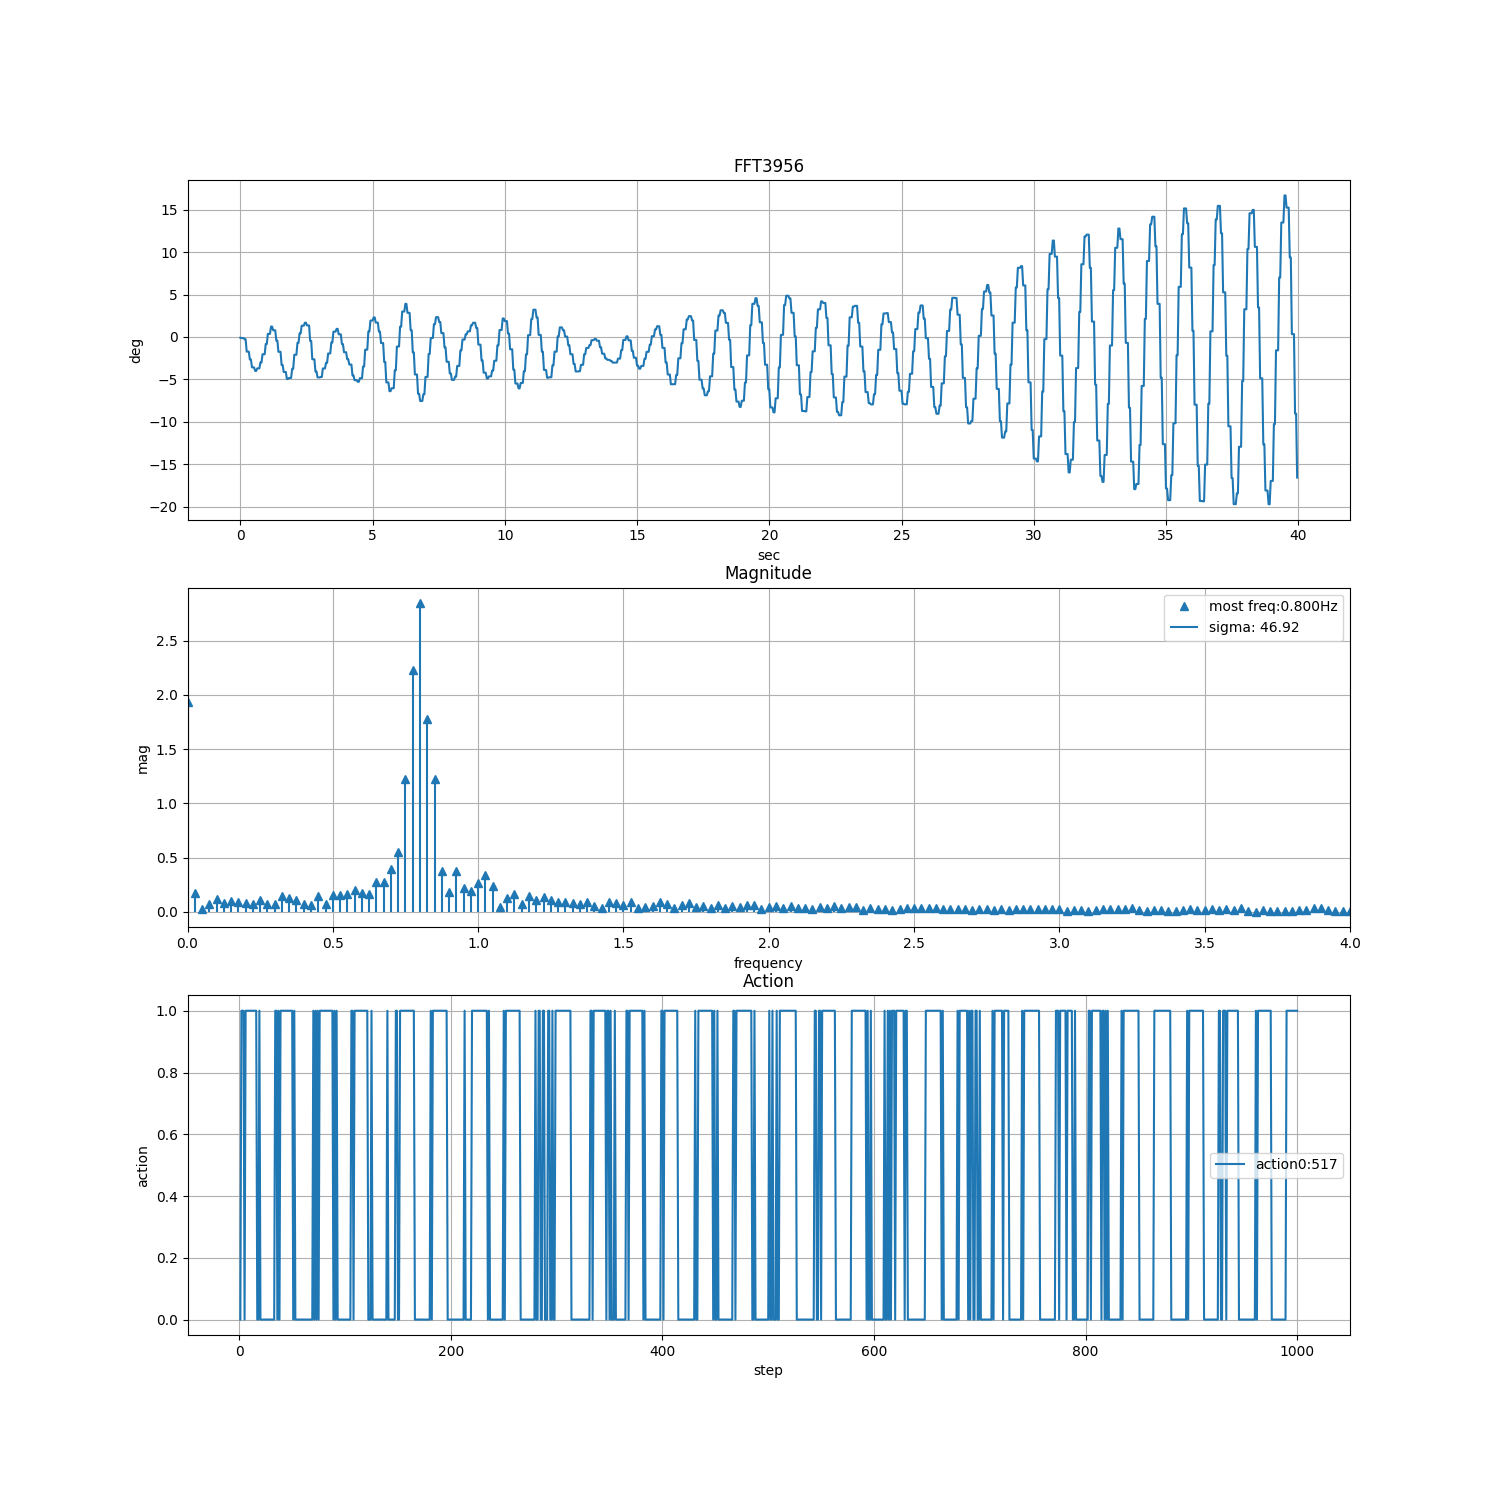 FFT3956
deg
15
10
5
0
−5
−10
−15
−20
0 5 10 15 20 25 30 35 40
sec
Magnitude
most freq:0.800Hz
sigma: 46.92
mag
2.5
2.0
1.5
1.0
0.5
0.0
0.0 0.5 1.0 1.5 2.0 2.5 3.0 3.5 4.0
frequency
Action
action
1.0
0.8
0.6
0.4
0.2
0.0
action0:517
0 200 400 600 800 1000
step